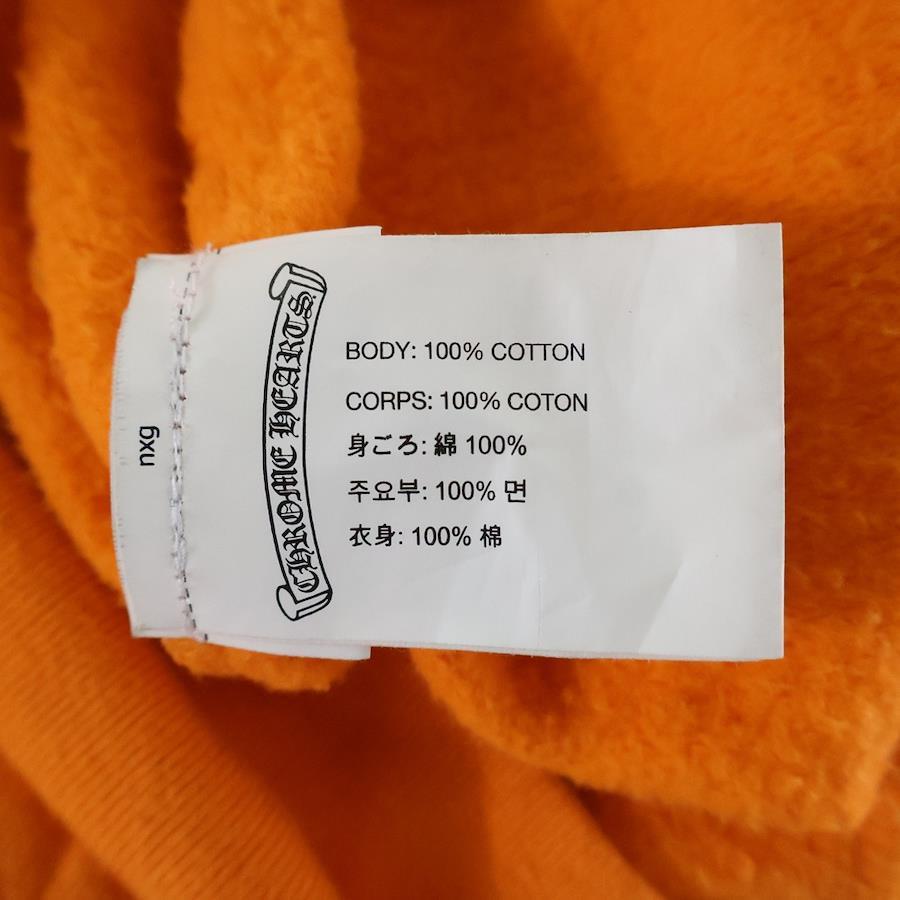 nxg
CHROME HEARTS
BODY: 100% COTTON
CORPS: 100% COTON
身ごろ: 綿 100%
주요부: 100% 면
衣身: 100% 棉